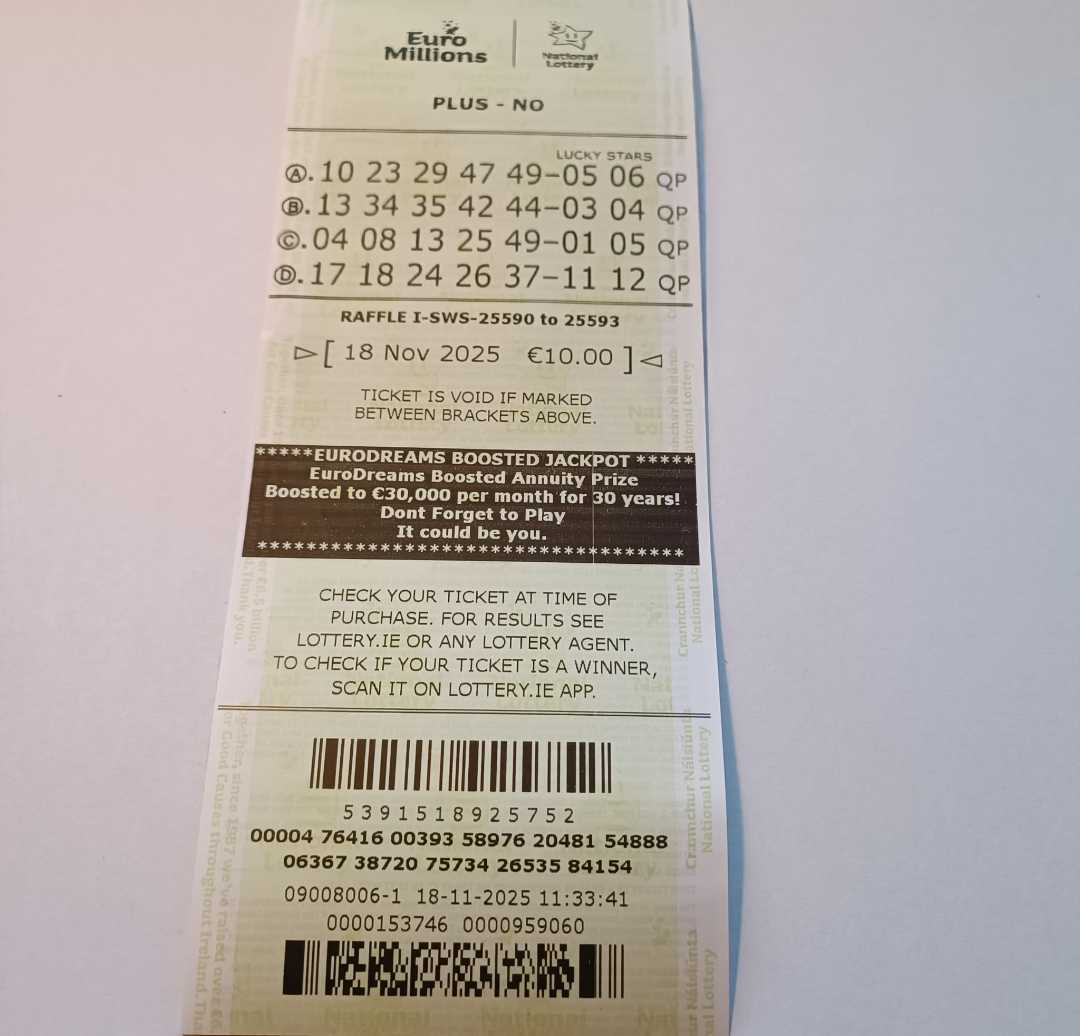 Euro
Millions
National
Lottery
PLUS - NO
LUCKY STARS
Ⓐ. 10 23 29 47 49-05 06 QP
Ⓑ. 13 34 35 42 44-03 04 QP
Ⓒ. 04 08 13 25 49-01 05 QP
Ⓓ. 17 18 24 26 37-11 12 QP
RAFFLE I-SWS-25590 to 25593
▷[ 18 Nov 2025 €10.00 ]◁
TICKET IS VOID IF MARKED
BETWEEN BRACKETS ABOVE.
*****EURODREAMS BOOSTED JACKPOT *****
EuroDreams Boosted Annuity Prize
Boosted to €30,000 per month for 30 years!
Dont Forget to Play
It could be you.
***********************************
CHECK YOUR TICKET AT TIME OF
PURCHASE. FOR RESULTS SEE
LOTTERY.IE OR ANY LOTTERY AGENT.
TO CHECK IF YOUR TICKET IS A WINNER,
SCAN IT ON LOTTERY.IE APP.
5391518925752
00004 76416 00393 58976 20481 54888
06367 38720 75734 26535 84154
09008006-1 18-11-2025 11:33:41
0000153746 0000959060
Crannchur Náisiúnta
National Lottery